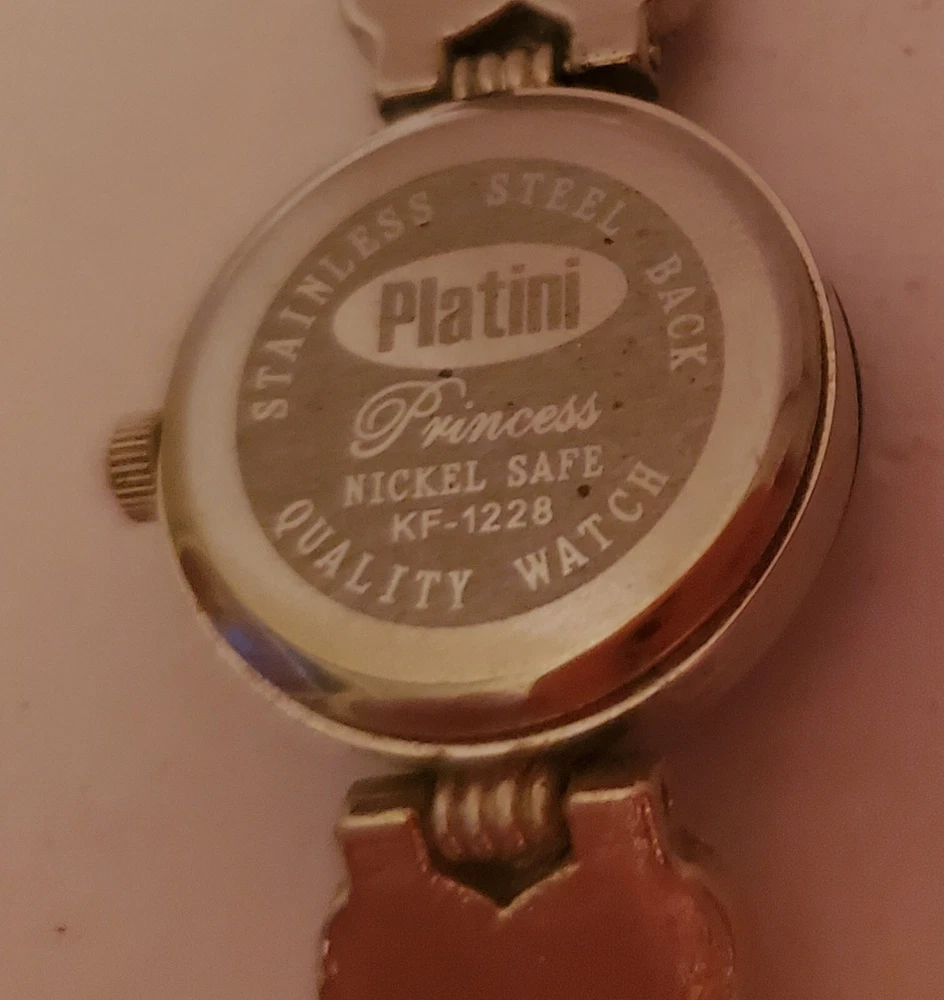 STAINLESS STEEL BACK
Platini
Princess
NICKEL SAFE
KF-1228
QUALITY WATCH